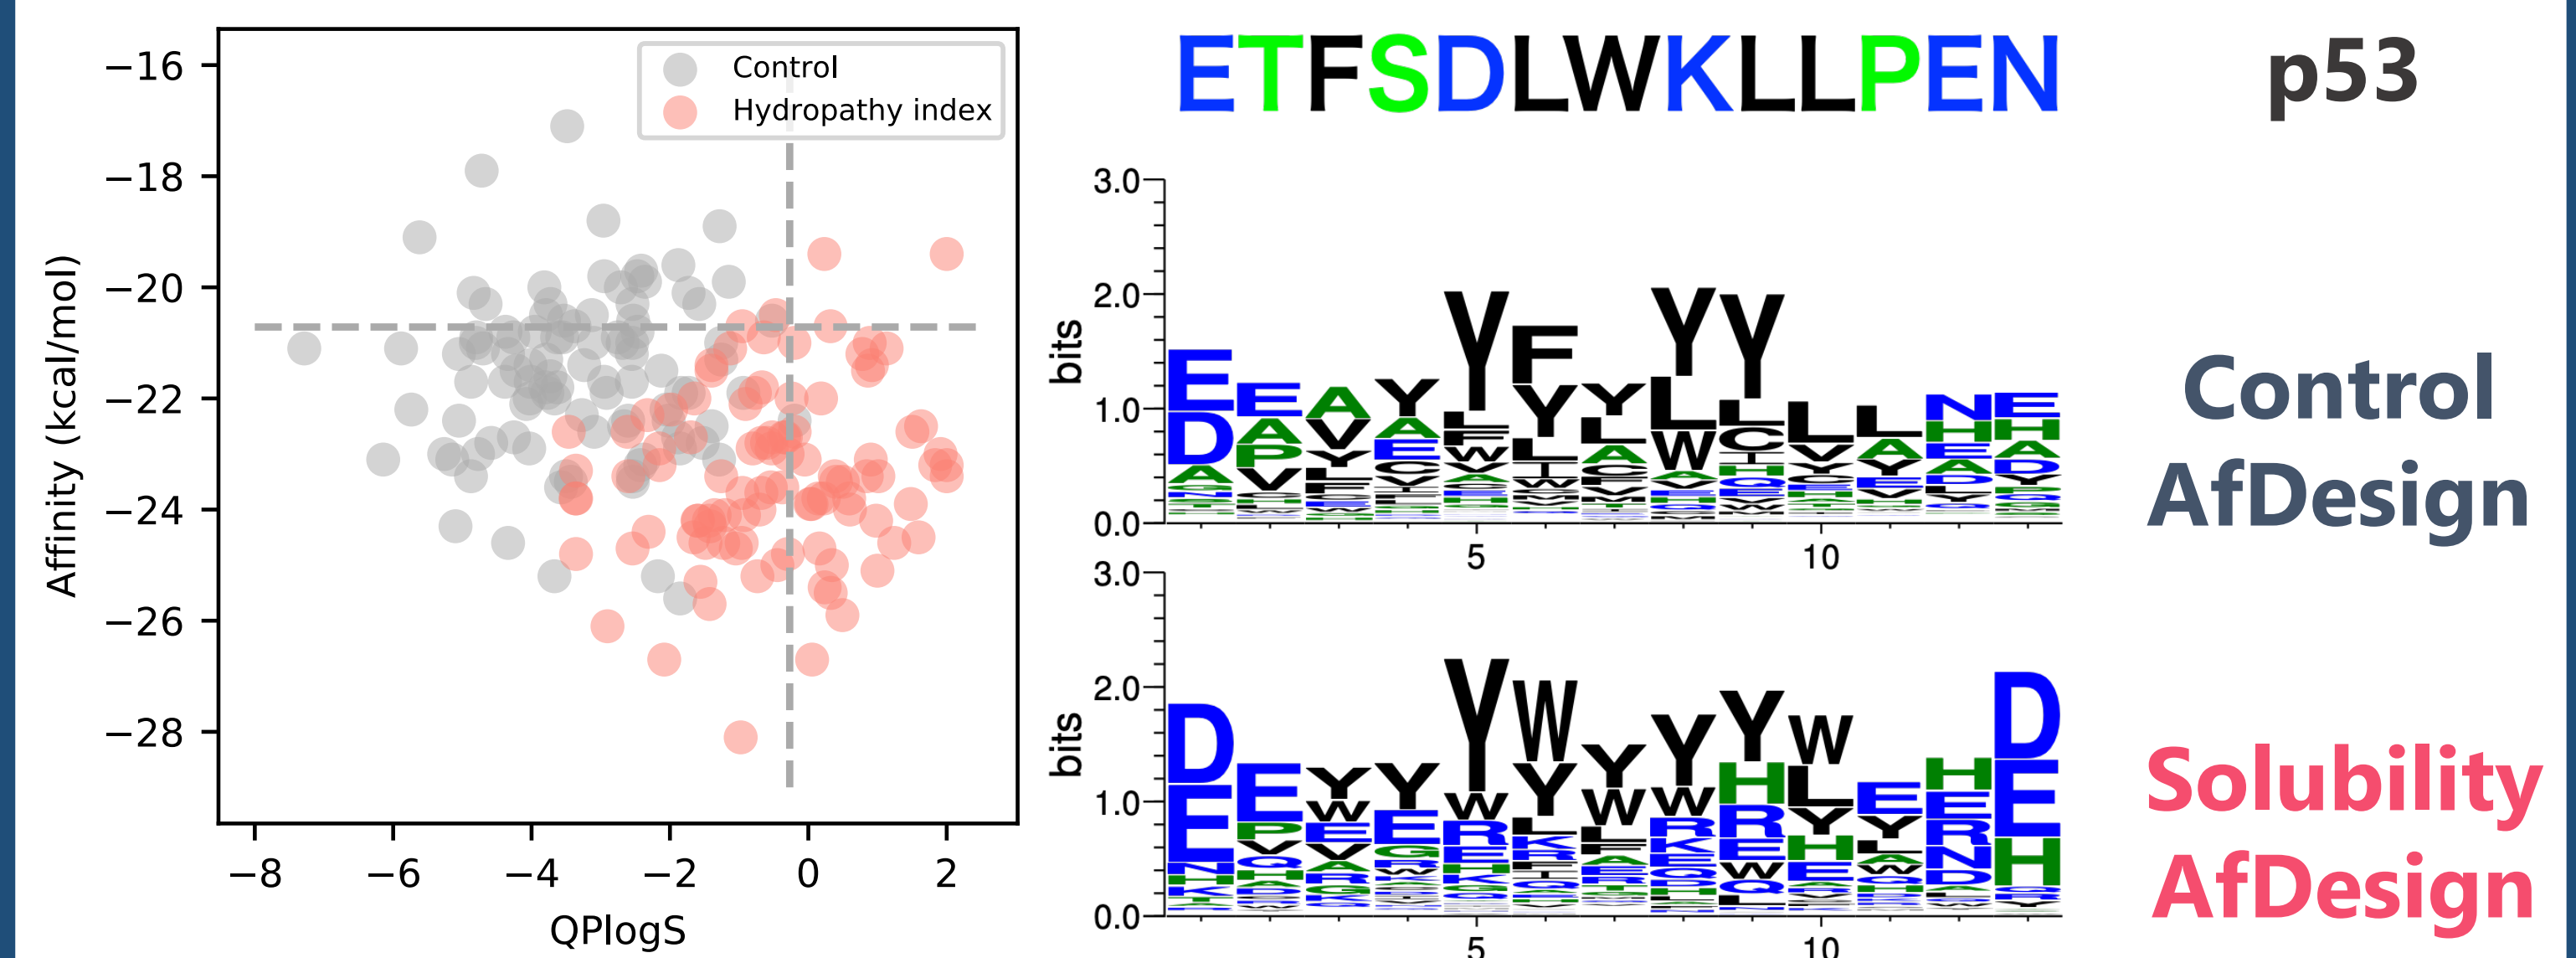 −16
−18
−20
−22
−24
−26
−28
Affinity (kcal/mol)
Control
Hydropathy index
−8 −6 −4 −2 0 2
QPlogS
ETFSDLWKLLPEN
p53
3.0
2.0
1.0
0.0
bits
5 10
Control
AfDesign
3.0
2.0
1.0
0.0
bits
5 10
Solubility
AfDesign